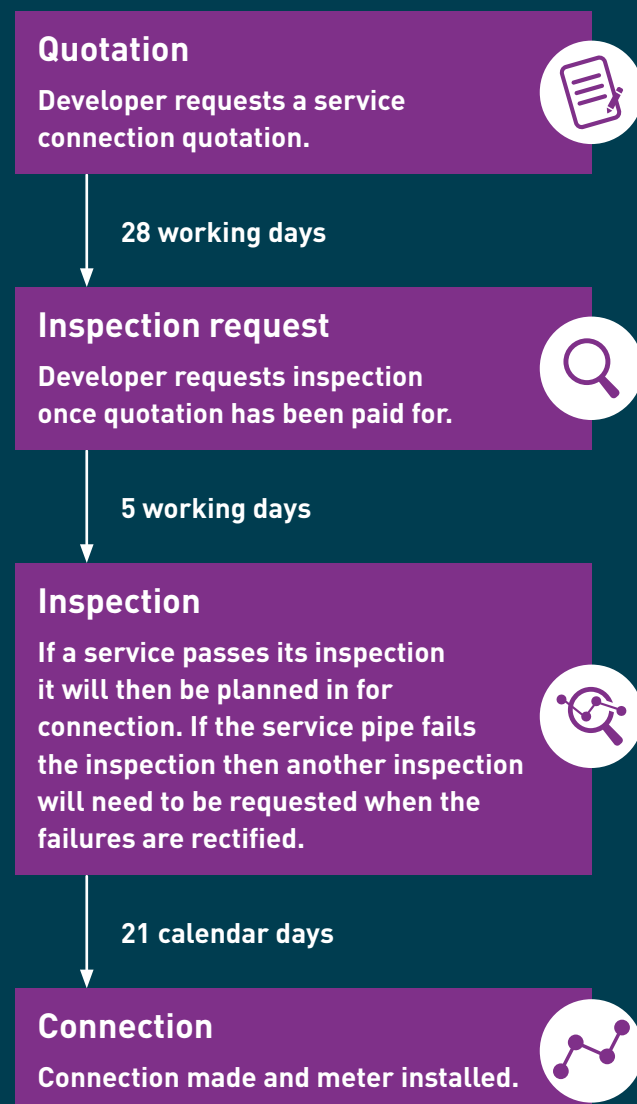 Quotation
Developer requests a service
connection quotation.
28 working days
Inspection request
Developer requests inspection
once quotation has been paid for.
5 working days
Inspection
If a service passes its inspection
it will then be planned in for
connection. If the service pipe fails
the inspection then another inspection
will need to be requested when the
failures are rectified.
21 calendar days
Connection
Connection made and meter installed.